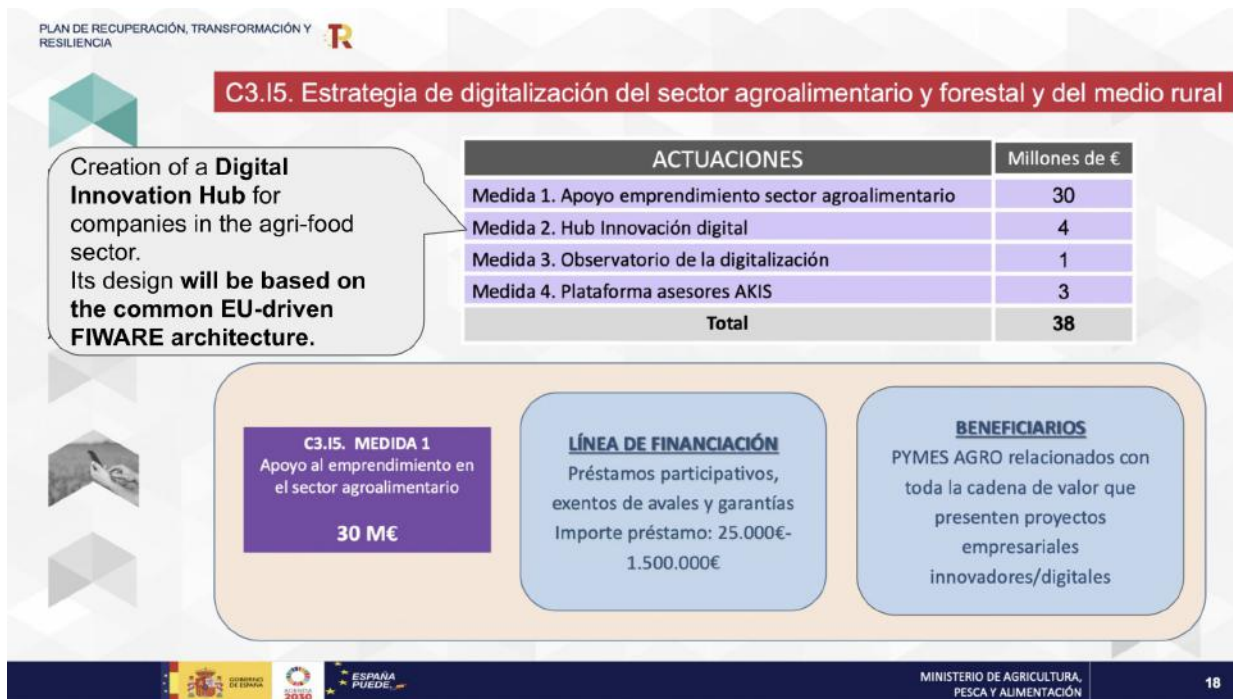 PLAN DE RECUPERACIÓN, TRANSFORMACIÓN Y
RESILIENCIA
TR
C3.I5. Estrategia de digitalización del sector agroalimentario y forestal y del medio rural
Creation of a Digital
Innovation Hub for
companies in the agri-food
sector.
Its design will be based on
the common EU-driven
FIWARE architecture.
ACTUACIONES Millones de €
Medida 1. Apoyo emprendimiento sector agroalimentario 30
Medida 2. Hub Innovación digital 4
Medida 3. Observatorio de la digitalización 1
Medida 4. Plataforma asesores AKIS 3
Total 38
C3.I5. MEDIDA 1
Apoyo al emprendimiento en
el sector agroalimentario
30 M€
LÍNEA DE FINANCIACIÓN
Préstamos participativos,
exentos de avales y garantías
Importe préstamo: 25.000€-
1.500.000€
BENEFICIARIOS
PYMES AGRO relacionados con
toda la cadena de valor que
presenten proyectos
empresariales
innovadores/digitales
GOBIERNO
DE ESPAÑA
AGENDA
2030
ESPAÑA
PUEDE
MINISTERIO DE AGRICULTURA,
PESCA Y ALIMENTACIÓN
18